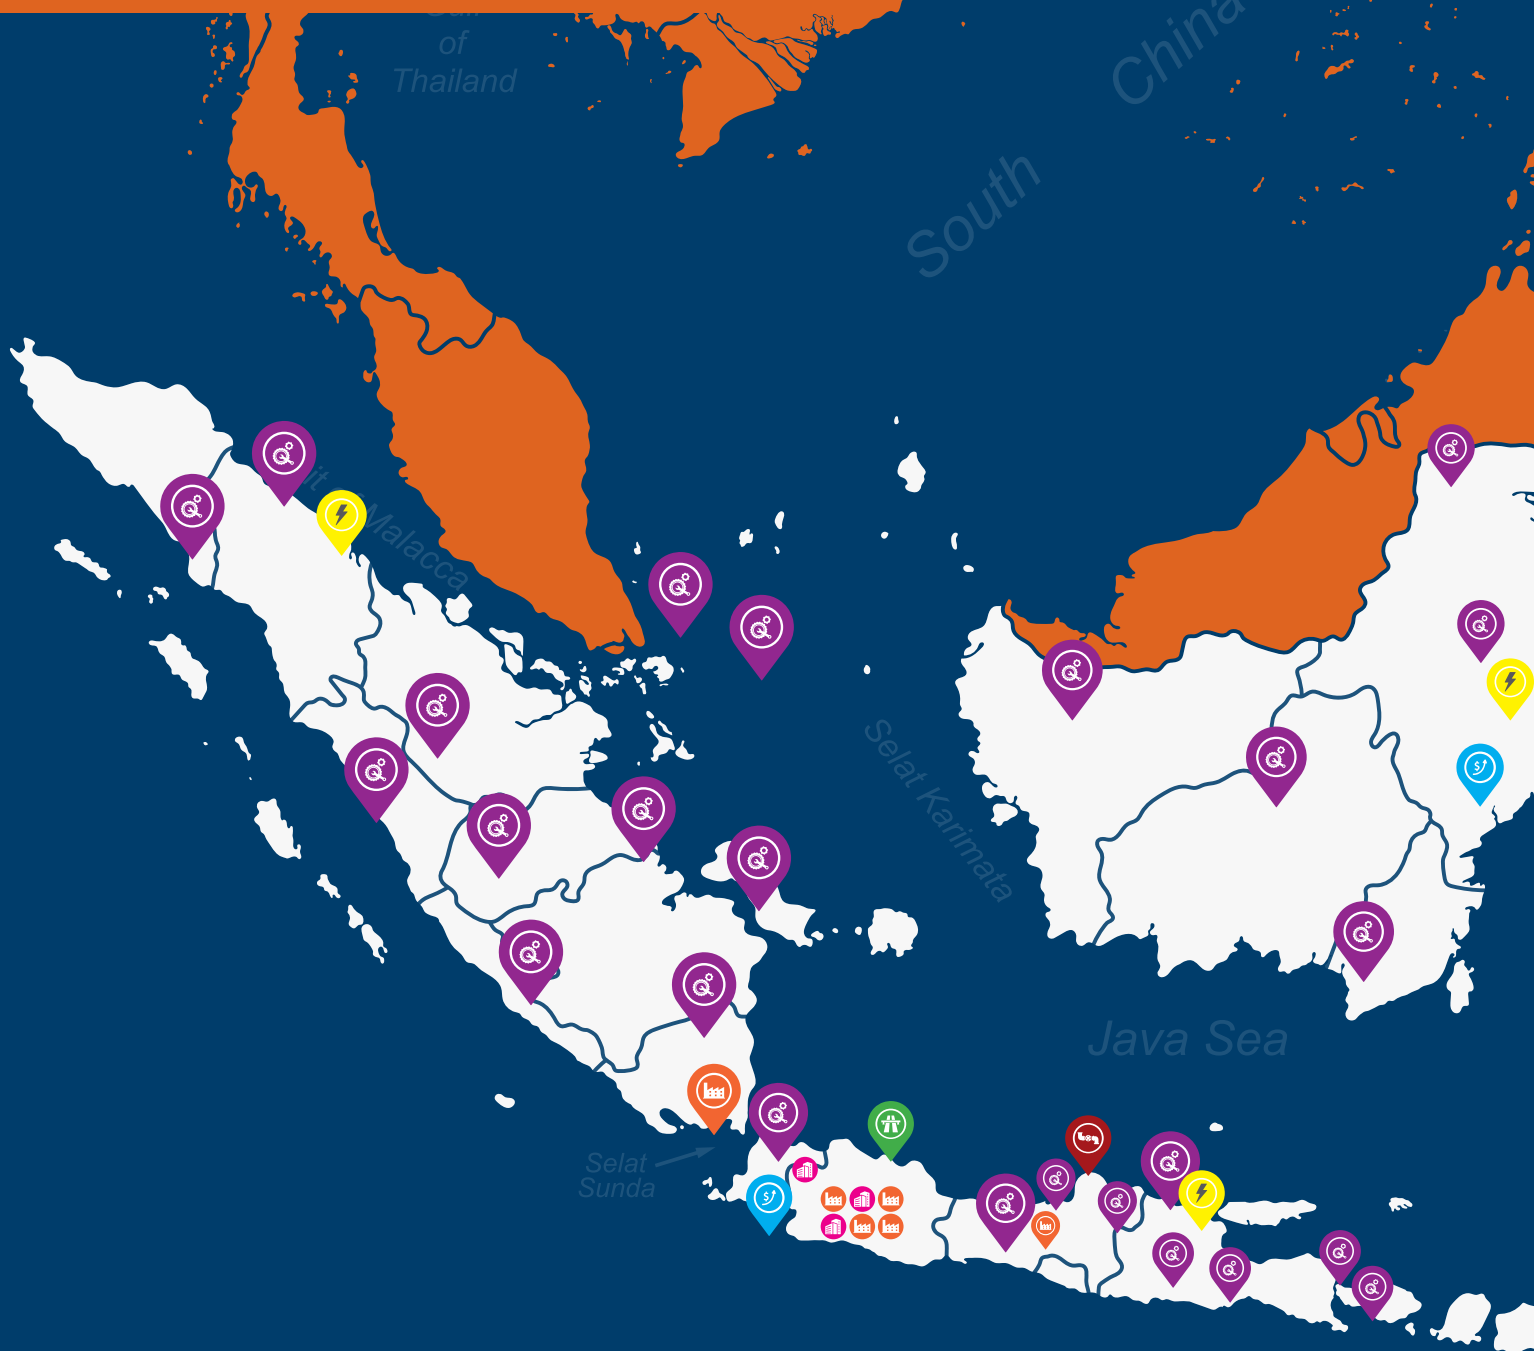 of
Thailand
China
South
Malacca
Selat Karimata
Java Sea
Selat
Sunda